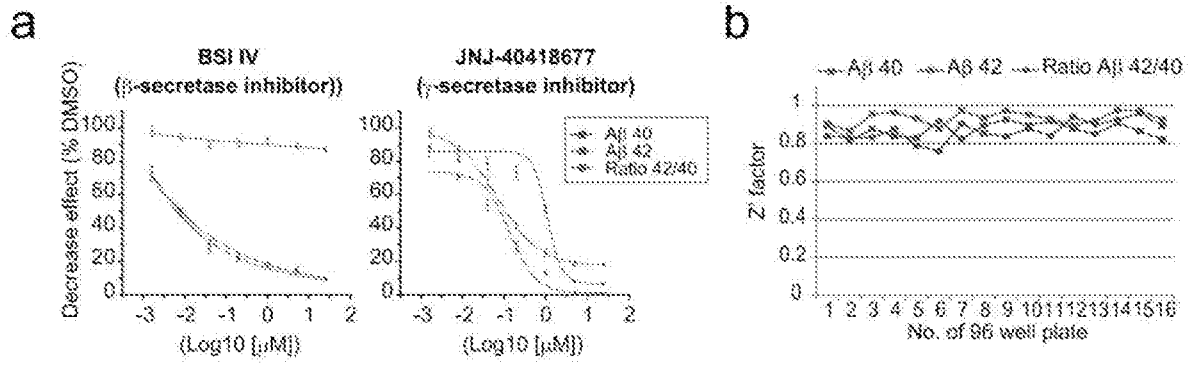 a
BSI IV
(β-secretase inhibitor))
JNJ-40418677
(γ-secretase inhibitor)
Decrease effect (% DMSO)
100
80
60
40
20
0
-3 -2 -1 0 1 2
(Log10 [μM])
100
80
60
40
20
0
-3 -2 -1 0 1 2
(Log10 [μM])
Aβ 40
Aβ 42
Ratio 42/40
b
Aβ 40 Aβ 42 Ratio Aβ 42/40
Z' factor
1
0.8
0.6
0.4
0.2
0
1 2 3 4 5 6 7 8 9 10 11 12 13 14 15 16
No. of 96 well plate